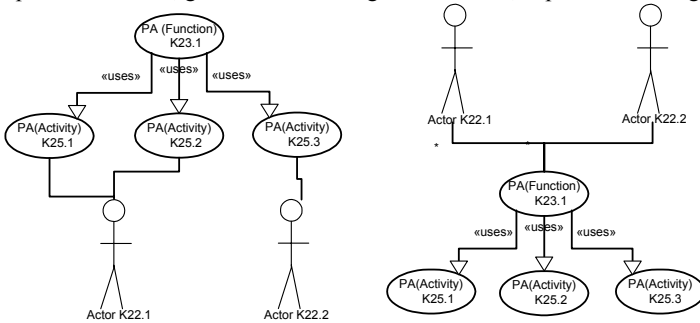 PA (Function)
K23.1
«uses»
«uses»
«uses»
PA(Activity)
K25.1
PA(Activity)
K25.2
PA(Activity)
K25.3
Actor K22.1
Actor K22.2
Actor K22.1
Actor K22.2
*
*
PA(Function)
K23.1
«uses»
«uses»
«uses»
PA(Activity)
K25.1
PA(Activity)
K25.2
PA(Activity)
K25.3